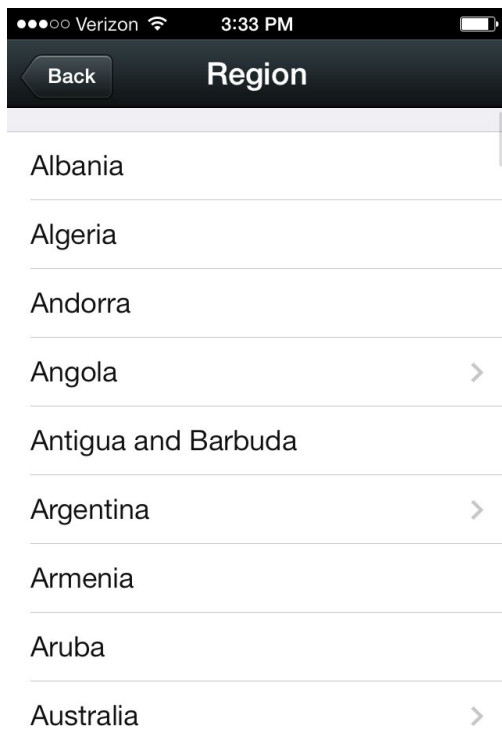 Verizon 3:33 PM
Back Region
Albania
Algeria
Andorra
Angola
Antigua and Barbuda
Argentina
Armenia
Aruba
Australia